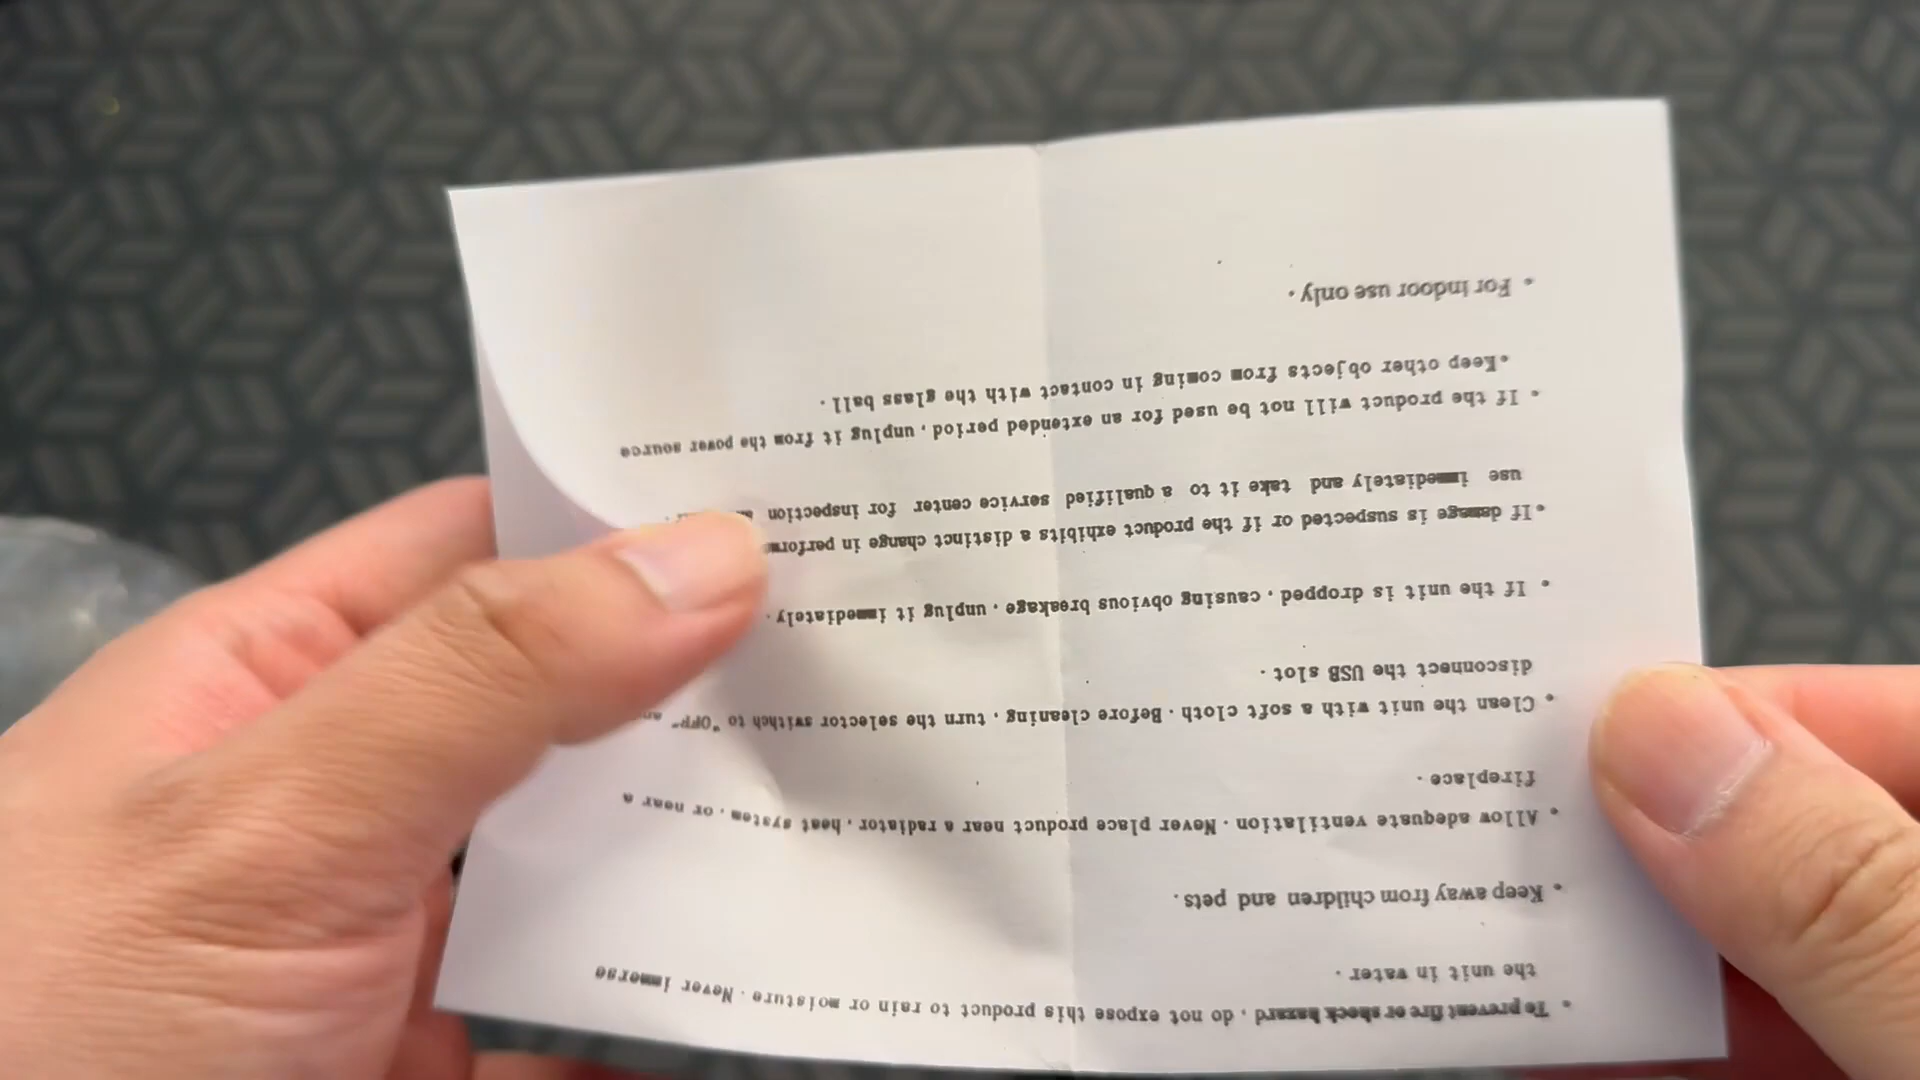 • To prevent fire or shock hazard, do not expose this product to rain or moisture. Never immerse
the unit in water.
• Keep away from children and pets.
• Allow adequate ventilation. Never place product near a radiator, heat system, or near a
fireplace.
• Clean the unit with a soft cloth. Before cleaning, turn the selector swithch to "OFF" an
disconnect the USB slot.
• If the unit is dropped, causing obvious breakage, unplug it immediately.
•If damage is suspected or if the product exhibits a distinct change in perform
use immediately and take it to a qualified service center for inspection
• If the product will not be used for an extended period, unplug it from the power source
•Keep other objects from coming in contact with the glass ball.
• For indoor use only.